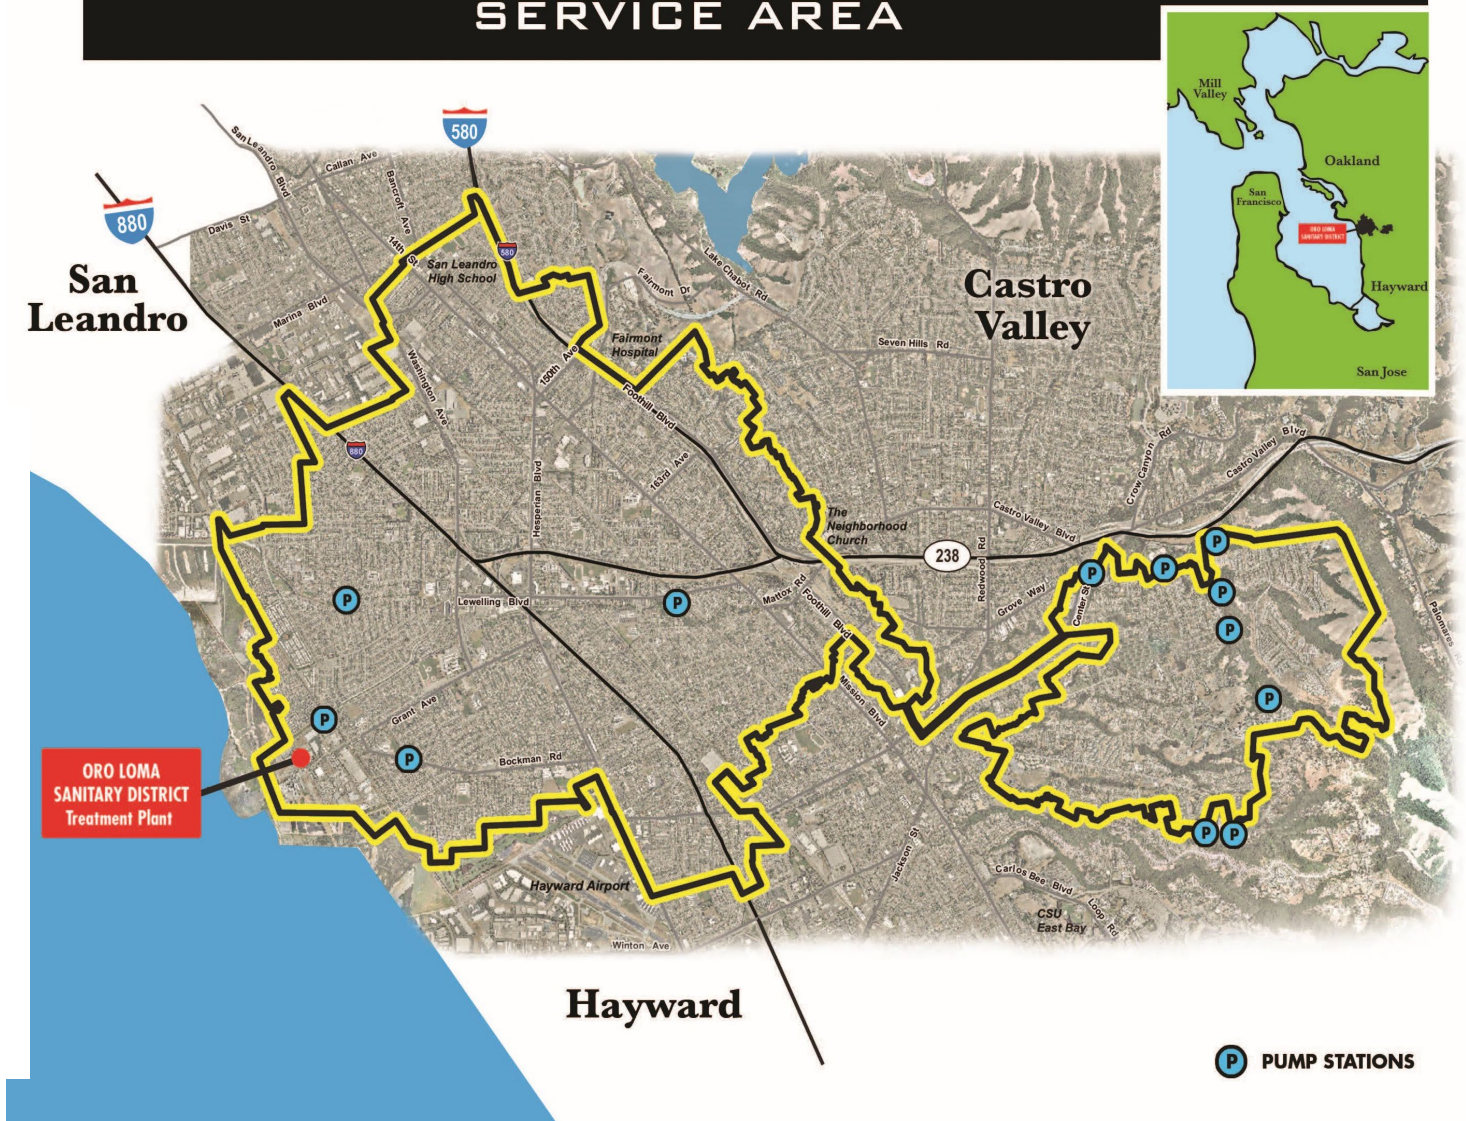 SERVICE AREA
580
880
San
Leandro
Castro
Valley
Hayward
San Leandro Blvd
Callan Ave
Bancroft Ave
Davis St
14th St
San Leandro
High School
580
Marina Blvd
Washington Ave
Fairmont Dr
Lake Chabot Rd
Fairmont
Hospital
150th Ave
Foothill Blvd
Seven Hills Rd
880
Hesperian Blvd
163rd Ave
The
Neighborhood
Church
Castro Valley Blvd
Crow Canyon Rd
Castro Valley Blvd
238
Redwood Rd
Grove Way
Center St
Palomares
Lewelling Blvd
Mattox Rd
Foothill Blvd
Mission Blvd
Grant Ave
Bockman Rd
P
P
P
P
P
P
P
P
P
P
P
P
ORO LOMA
SANITARY DISTRICT
Treatment Plant
Hayward Airport
Winton Ave
Jackson St
Carlos Bee Blvd
Loop Rd
CSU
East Bay
P PUMP STATIONS
Mill
Valley
Oakland
San
Francisco
ORO LOMA
SANITARY DISTRICT
Hayward
San Jose